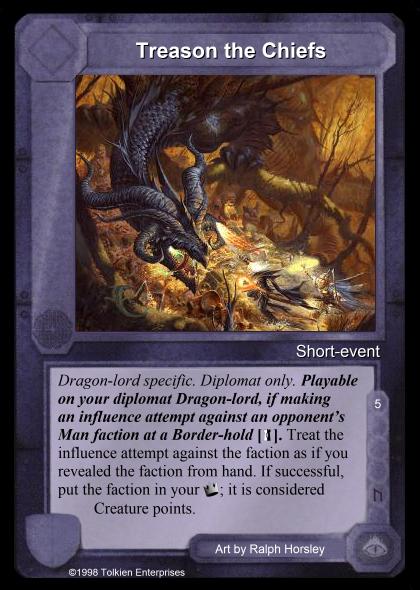 Treason the Chiefs
Short-event
Dragon-lord specific. Diplomat only. Playable
on your diplomat Dragon-lord, if making
an influence attempt against an opponent's
Man faction at a Border-hold [ ]. Treat the
influence attempt against the faction as if you
revealed the faction from hand. If successful,
put the faction in your ; it is considered
Creature points.
5
Art by Ralph Horsley
©1998 Tolkien Enterprises